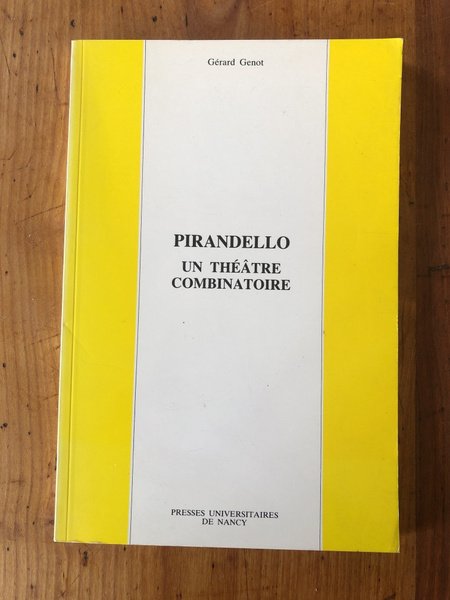 Gérard Genot
PIRANDELLO
UN THÉÂTRE
COMBINATOIRE
PRESSES UNIVERSITAIRES
DE NANCY